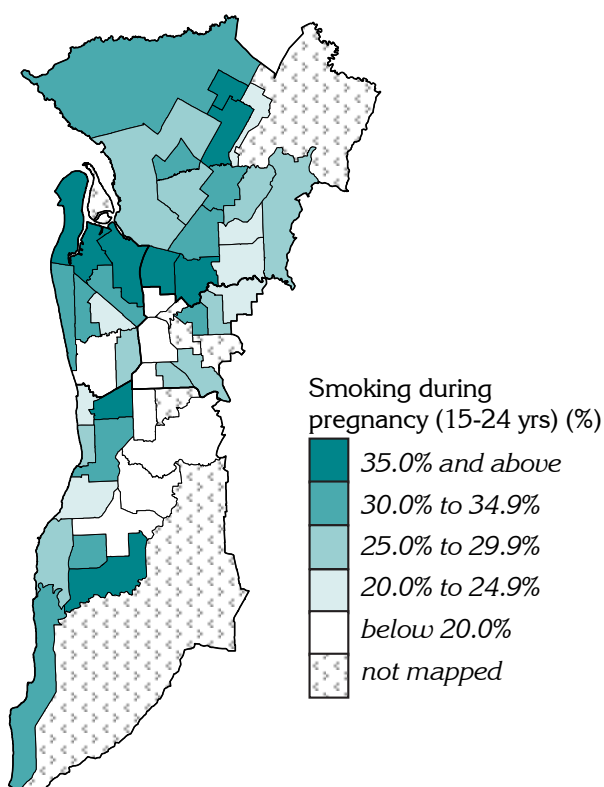 Smoking during
pregnancy (15-24 yrs) (%)
35.0% and above
30.0% to 34.9%
25.0% to 29.9%
20.0% to 24.9%
below 20.0%
not mapped